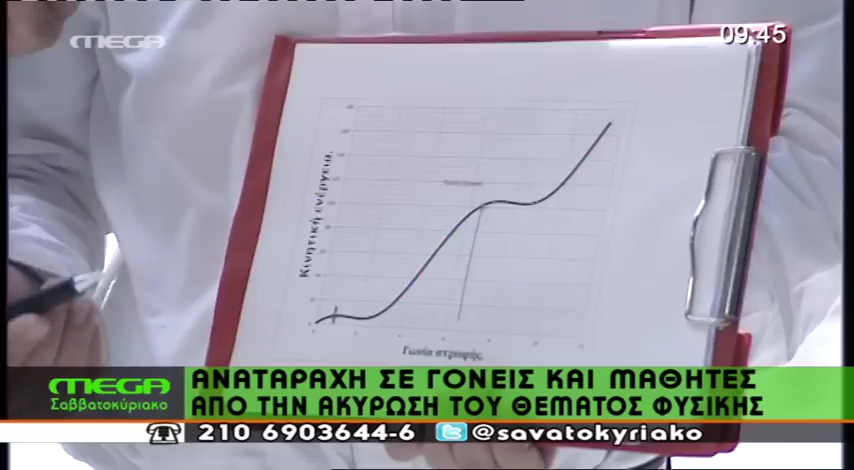 MEGA
09:45
Κινητική ενέργεια.
Γωνία στροφής.
MEGA
Σαββατοκύριακο
ΑΝΑΤΑΡΑΧΗ ΣΕ ΓΟΝΕΙΣ ΚΑΙ ΜΑΘΗΤΕΣ
ΑΠΟ ΤΗΝ ΑΚΥΡΩΣΗ ΤΟΥ ΘΕΜΑΤΟΣ ΦΥΣΙΚΗΣ
210 6903644-6 @savatokyriako